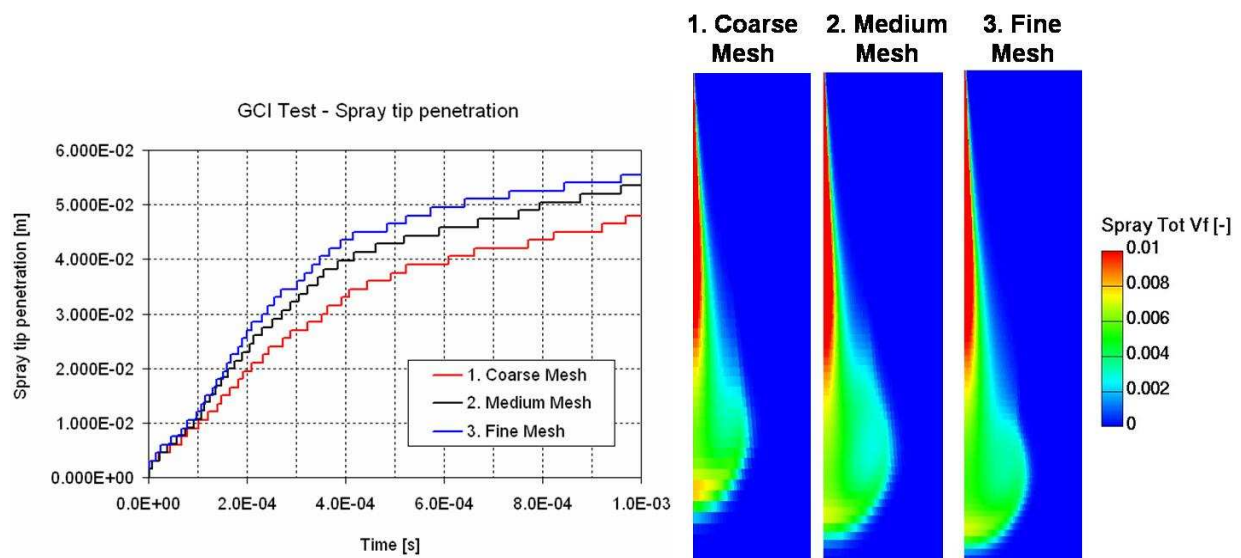 1. Coarse Mesh
2. Medium Mesh
3. Fine Mesh
GCI Test - Spray tip penetration
6.000E-02
5.000E-02
4.000E-02
3.000E-02
2.000E-02
1.000E-02
0.000E+00
Spray tip penetration [m]
0.0E+00
2.0E-04
4.0E-04
6.0E-04
8.0E-04
1.0E-03
Time [s]
1. Coarse Mesh
2. Medium Mesh
3. Fine Mesh
Spray Tot Vf [-]
0.01
0.008
0.006
0.004
0.002
0